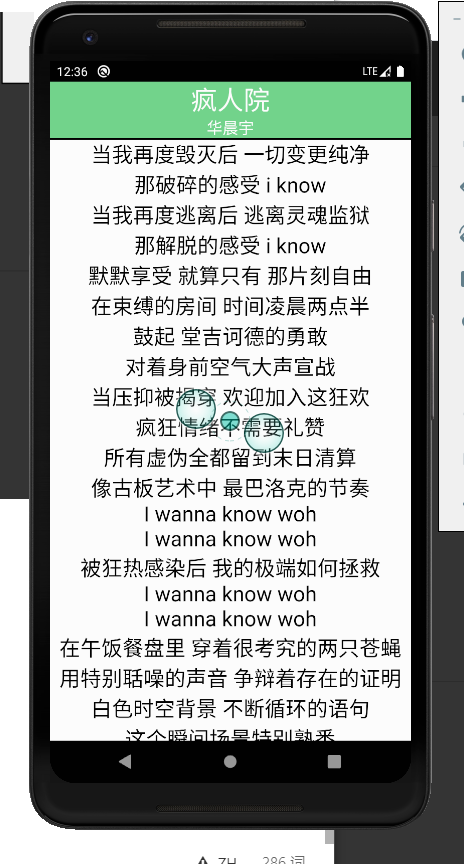 12:36 LTE
疯人院
华晨宇
当我再度毁灭后 一切变更纯净
那破碎的感受 i know
当我再度逃离后 逃离灵魂监狱
那解脱的感受 i know
默默享受 就算只有 那片刻自由
在束缚的房间 时间凌晨两点半
鼓起 堂吉诃德的勇敢
对着身前空气大声宣战
当压抑被揭穿 欢迎加入这狂欢
疯狂情绪不需要礼赞
所有虚伪全都留到末日清算
像古板艺术中 最巴洛克的节奏
I wanna know woh
I wanna know woh
被狂热感染后 我的极端如何拯救
I wanna know woh
I wanna know woh
在午饭餐盘里 穿着很考究的两只苍蝇
用特别聒噪的声音 争辩着存在的证明
白色时空背景 不断循环的语句
这个瞬间场景特别熟悉
ZH 286 词